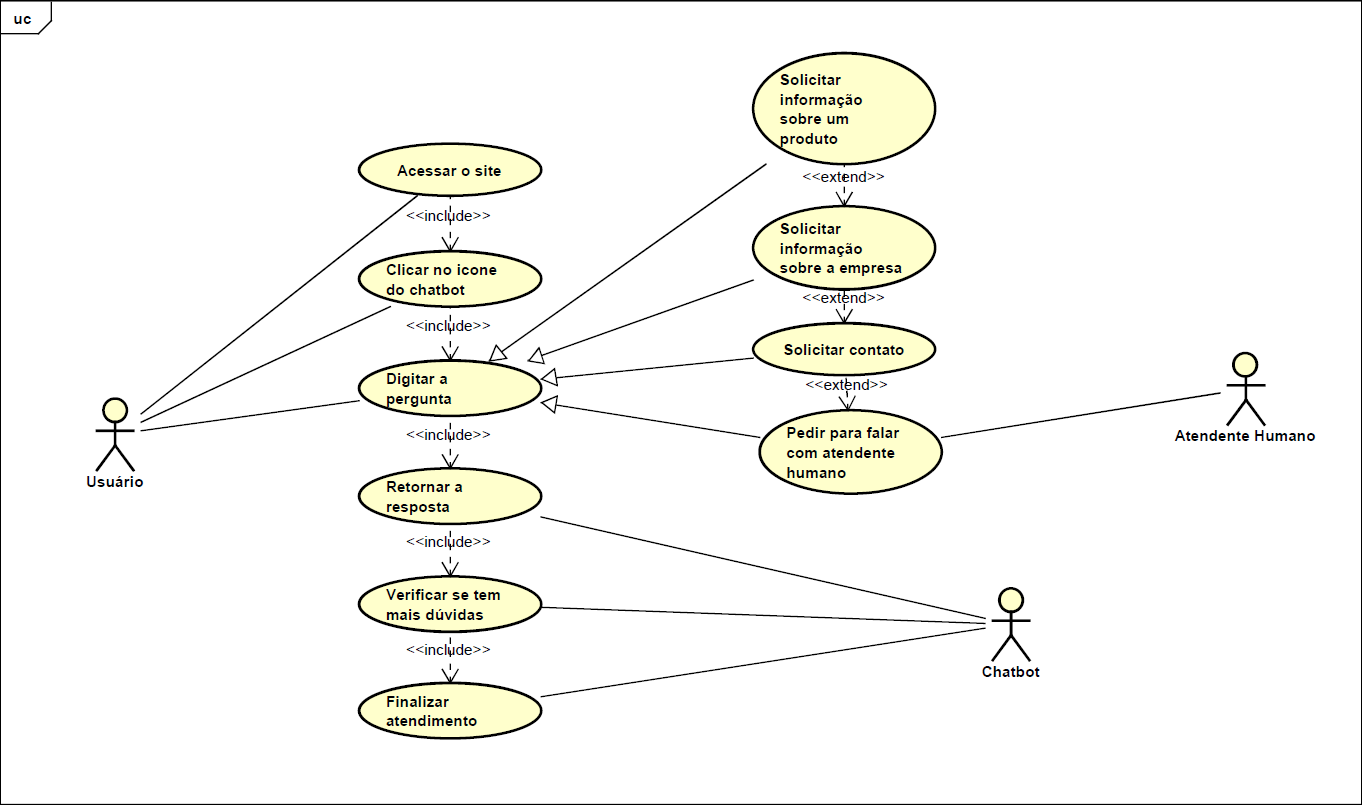 uc
Solicitar
informação
sobre um
produto
Acessar o site
<<extend>>
<<include>>
Solicitar
informação
sobre a empresa
Clicar no icone
do chatbot
<<extend>>
<<include>>
Solicitar contato
Digitar a
pergunta
<<extend>>
<<include>>
Pedir para falar
com atendente
humano
Atendente Humano
Usuário
Retornar a
resposta
<<include>>
Verificar se tem
mais dúvidas
<<include>>
Chatbot
Finalizar
atendimento